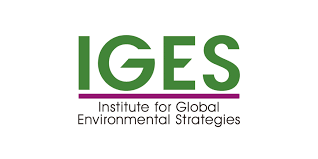 IGES
Institute for Global
Environmental Strategies